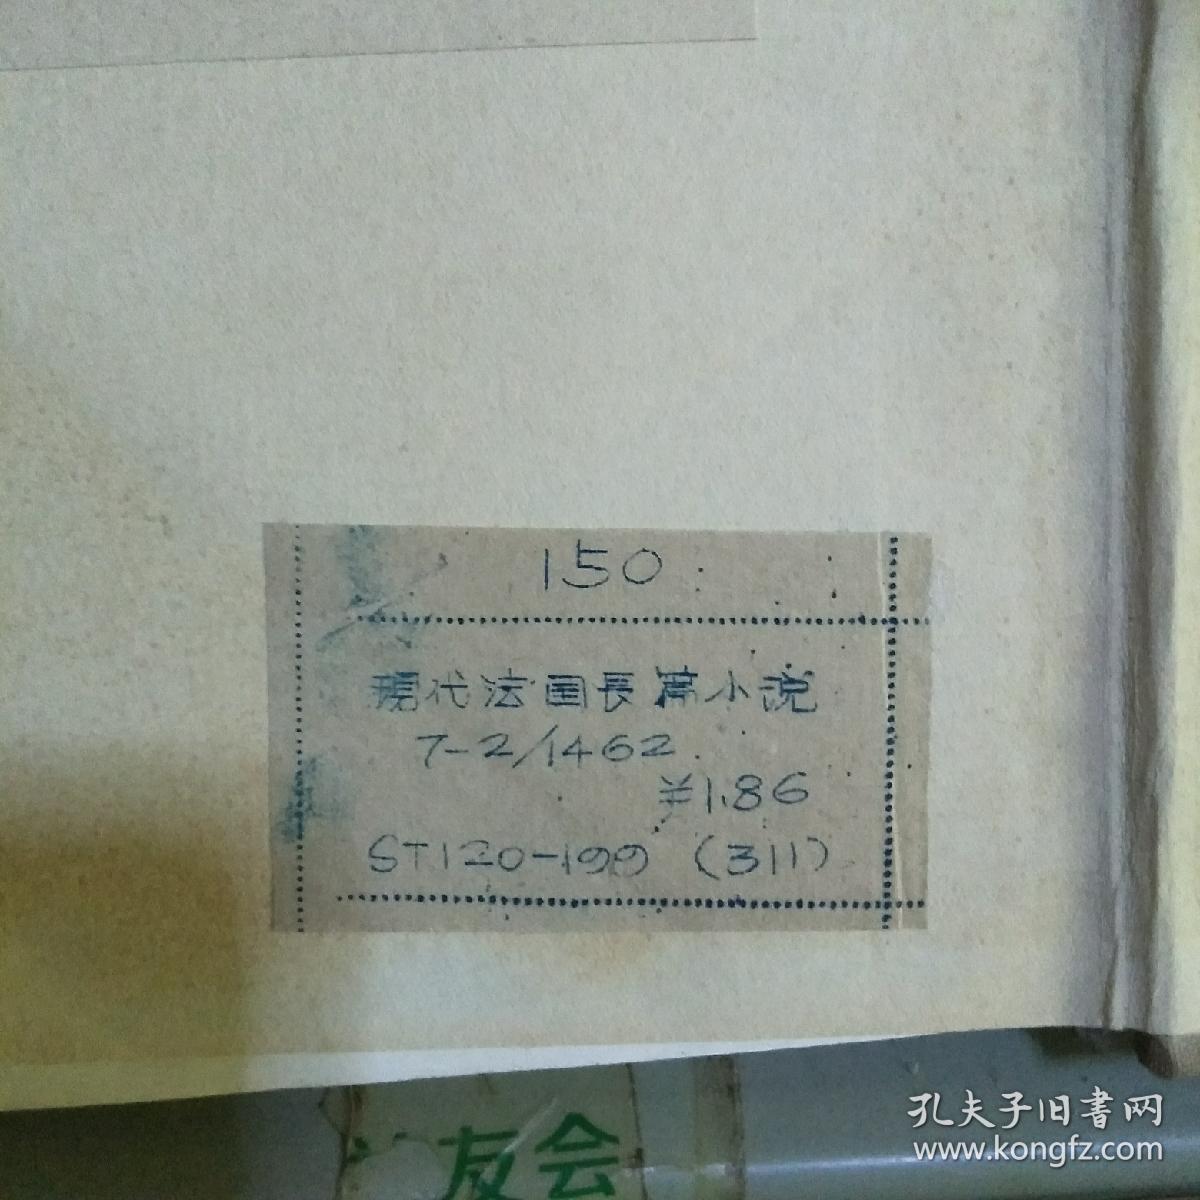 150
現代法国長篇小说
7-2/1462
¥1.86
ST120-199 (311)
友会
孔夫子旧書网
www.kongfz.com